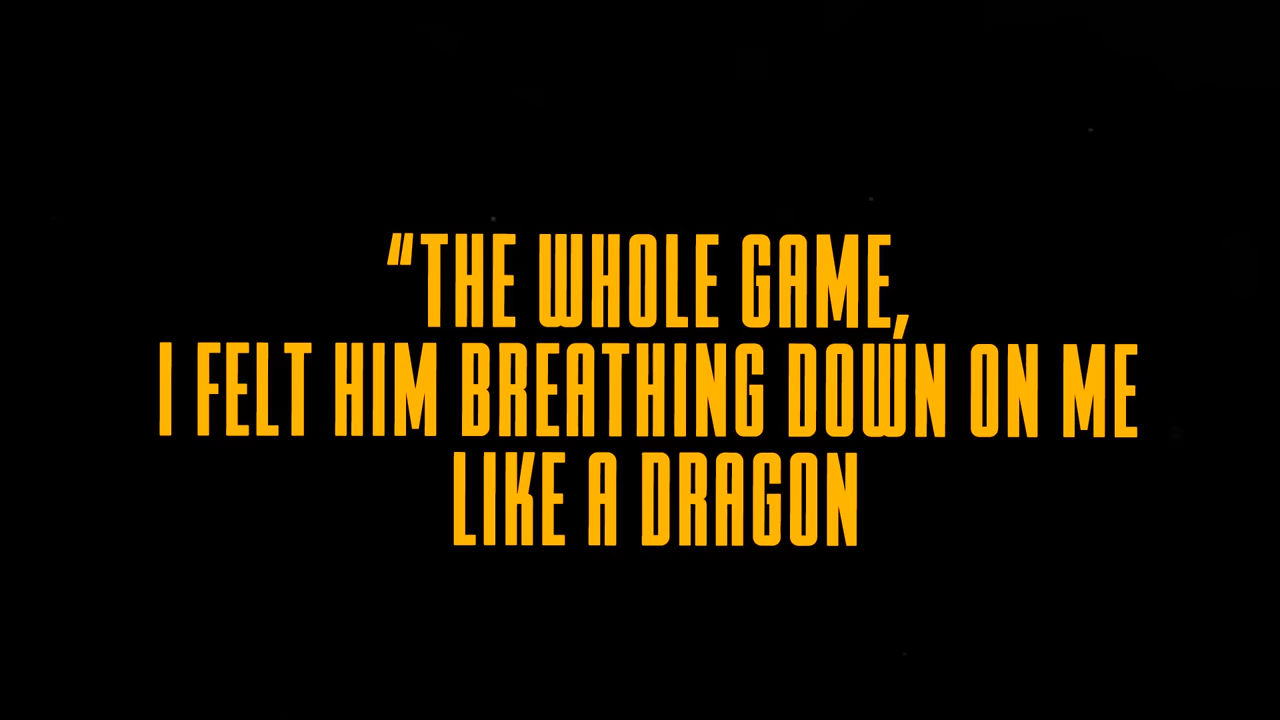 “THE WHOLE GAME,
I FELT HIM BREATHING DOWN ON ME
LIKE A DRAGON